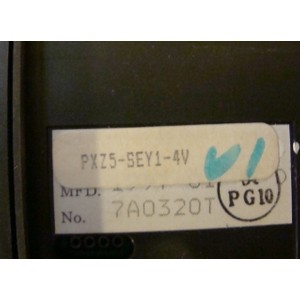 PXZ5-SEY1-4V V1
MFD.
No. 7A0320T
PG10